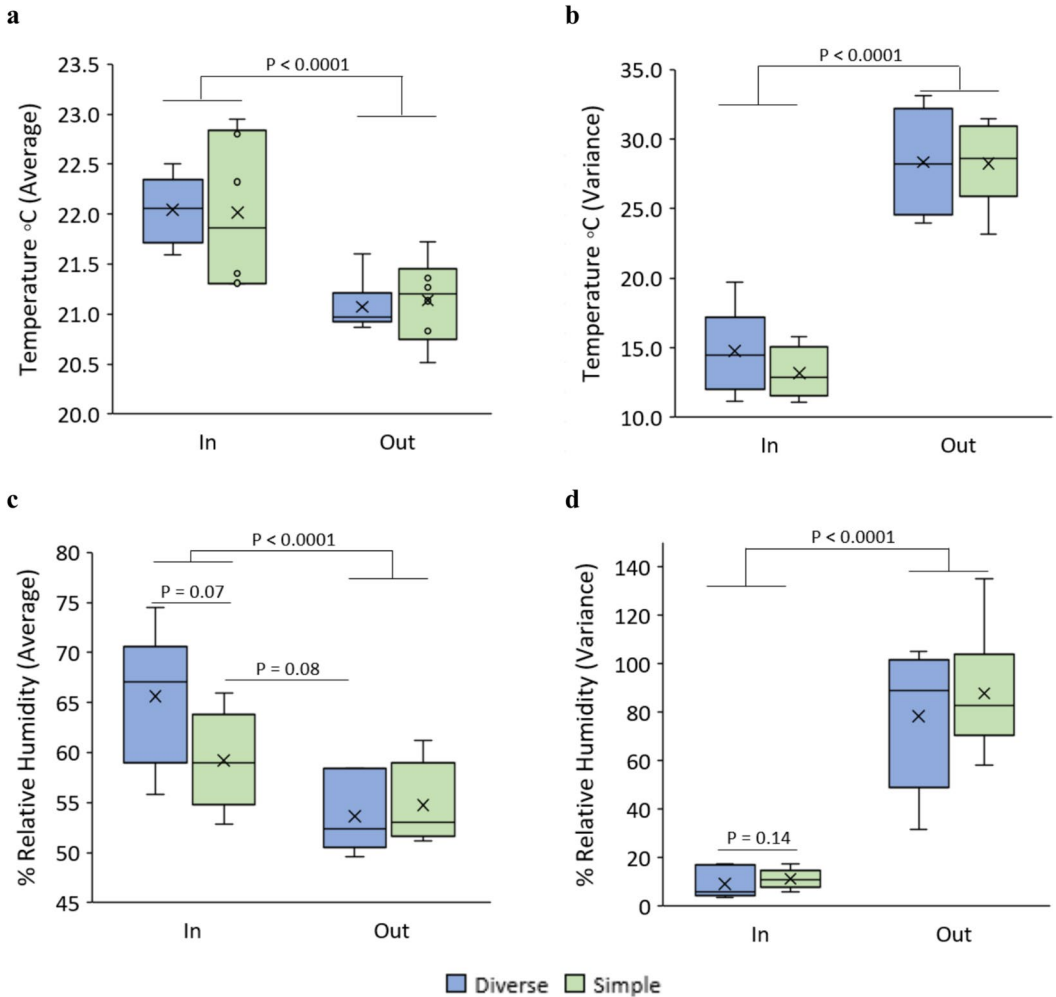 a
P < 0.0001
Temperature °C (Average)
23.5
23.0
22.5
22.0
21.5
21.0
20.5
20.0
In Out
b
P < 0.0001
Temperature °C (Variance)
35.0
30.0
25.0
20.0
15.0
10.0
In Out
c
P < 0.0001
P = 0.07
P = 0.08
% Relative Humidity (Average)
80
75
70
65
60
55
50
45
In Out
d
P < 0.0001
P = 0.14
% Relative Humidity (Variance)
140
120
100
80
60
40
20
0
In Out
Diverse Simple